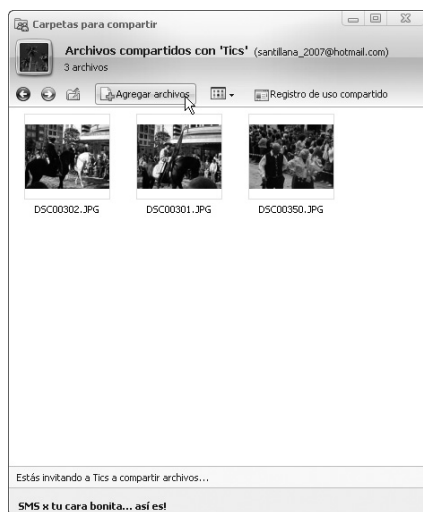 Carpetas para compartir
Archivos compartidos con 'Tics' (santillana_2007@hotmail.com)
3 archivos
Agregar archivos Registro de uso compartido
DSC00302.JPG DSC00301.JPG DSC00350.JPG
Estás invitando a Tics a compartir archivos...
SMS x tu cara bonita... así es!